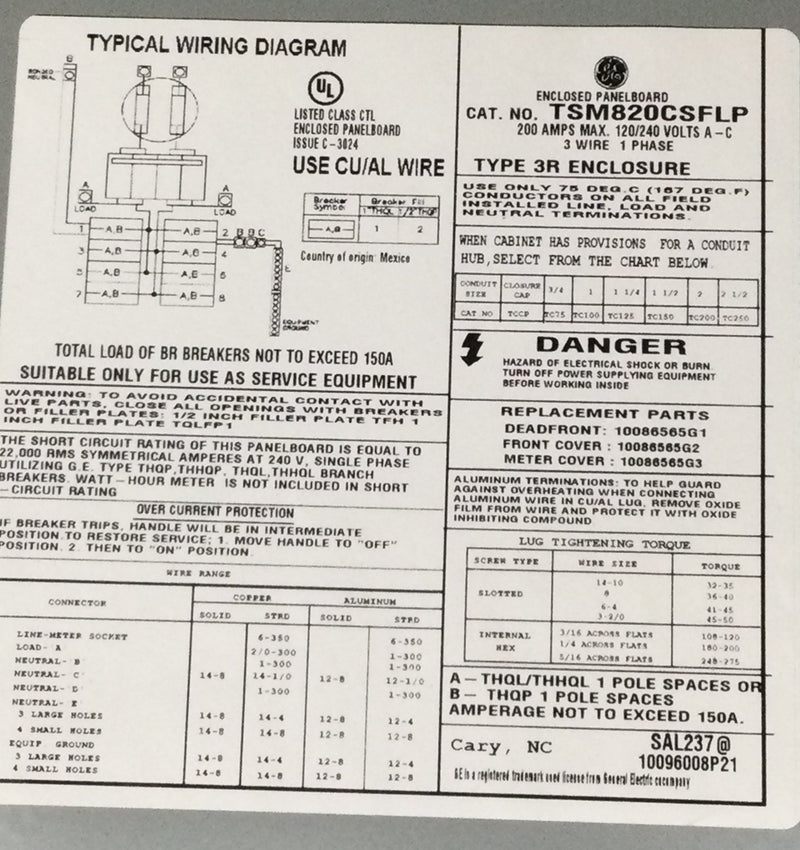 TYPICAL WIRING DIAGRAM
B
BONDED
NEUTRAL
UL
LISTED CLASS CTL
ENCLOSED PANELBOARD
ISSUE C-3024
USE CU/AL WIRE
A
LOAD
A
LOAD
1 A,B A,B 2 B B C
3 A,B A,B 4
5 A,B A,B 6
7 A,B A,B 8
E
EQUIPMENT
GROUND
Breaker Symbol Breaker Fill
1"THQL 1/2"THQP
A,B 1 2
Country of origin: Mexico
TOTAL LOAD OF BR BREAKERS NOT TO EXCEED 150A
SUITABLE ONLY FOR USE AS SERVICE EQUIPMENT
WARNING: TO AVOID ACCIDENTAL CONTACT WITH
LIVE PARTS, CLOSE ALL OPENINGS WITH BREAKERS
OR FILLER PLATES: 1/2 INCH FILLER PLATE TFH 1
INCH FILLER PLATE TQLFP1
THE SHORT CIRCUIT RATING OF THIS PANELBOARD IS EQUAL TO
22,000 RMS SYMMETRICAL AMPERES AT 240 V, SINGLE PHASE
UTILIZING G.E. TYPE THQP,THHQP, THQL,THHQL BRANCH
BREAKERS. WATT-HOUR METER IS NOT INCLUDED IN SHORT
-CIRCUIT RATING
OVER CURRENT PROTECTION
IF BREAKER TRIPS, HANDLE WILL BE IN INTERMEDIATE
POSITION.TO RESTORE SERVICE; 1. MOVE HANDLE TO "OFF"
POSITION. 2. THEN TO "ON" POSITION.
WIRE RANGE
CONNECTOR COPPER ALUMINUM
SOLID STRD SOLID STRD
LINE-METER SOCKET 6-350 6-350
LOAD- A 2/0-300 1-300
NEUTRAL- B 1-300 1-300
NEUTRAL- C 14-8 14-1/0 12-8 12-1/0
NEUTRAL- D 1-300 1-300
NEUTRAL- E
3 LARGE HOLES 14-8 14-4 12-8 12-4
4 SMALL HOLES 14-8 14-8 12-8 12-8
EQUIP. GROUND
3 LARGE HOLES 14-8 14-4 12-8 12-4
4 SMALL HOLES 14-8 14-8 12-8 12-8
GE
ENCLOSED PANELBOARD
CAT. NO. TSM820CSFLP
200 AMPS MAX. 120/240 VOLTS A-C
3 WIRE 1 PHASE
TYPE 3R ENCLOSURE
USE ONLY 75 DEG.C (167 DEG.F)
CONDUCTORS ON ALL FIELD
INSTALLED LINE, LOAD AND
NEUTRAL TERMINATIONS.
WHEN CABINET HAS PROVISIONS FOR A CONDUIT
HUB,SELECT FROM THE CHART BELOW.
CONDUIT SIZE CLOSURE CAP 3/4 1 1 1/4 1 1/2 2 2 1/2
CAT.NO TCCP TC75 TC100 TC125 TC150 TC200 TC250
DANGER
HAZARD OF ELECTRICAL SHOCK OR BURN.
TURN OFF POWER SUPPLYING EQUIPMENT
BEFORE WORKING INSIDE
REPLACEMENT PARTS
DEADFRONT: 10086565G1
FRONT COVER : 10086565G2
METER COVER : 10086565G3
ALUMINUM TERMINATIONS: TO HELP GUARD
AGAINST OVERHEATING WHEN CONNECTING
ALUMINUM WIRE IN CU/AL LUG, REMOVE OXIDE
FILM FROM WIRE AND PROTECT IT WITH OXIDE
INHIBITING COMPOUND
LUG TIGHTENING TORQUE
SCREW TYPE WIRE SIZE TORQUE
SLOTTED 14-10 32-35
8 36-40
6-4 41-45
3-2/0 45-50
INTERNAL HEX 3/16 ACROSS FLATS 108-120
1/4 ACROSS FLATS 180-200
5/16 ACROSS FLATS 248-275
A-THQL/THHQL 1 POLE SPACES OR
B- THQP 1 POLE SPACES
AMPERAGE NOT TO EXCEED 150A.
Cary, NC SAL237@
10096008P21
GE is a registered trademark used license from General Electric cocompany